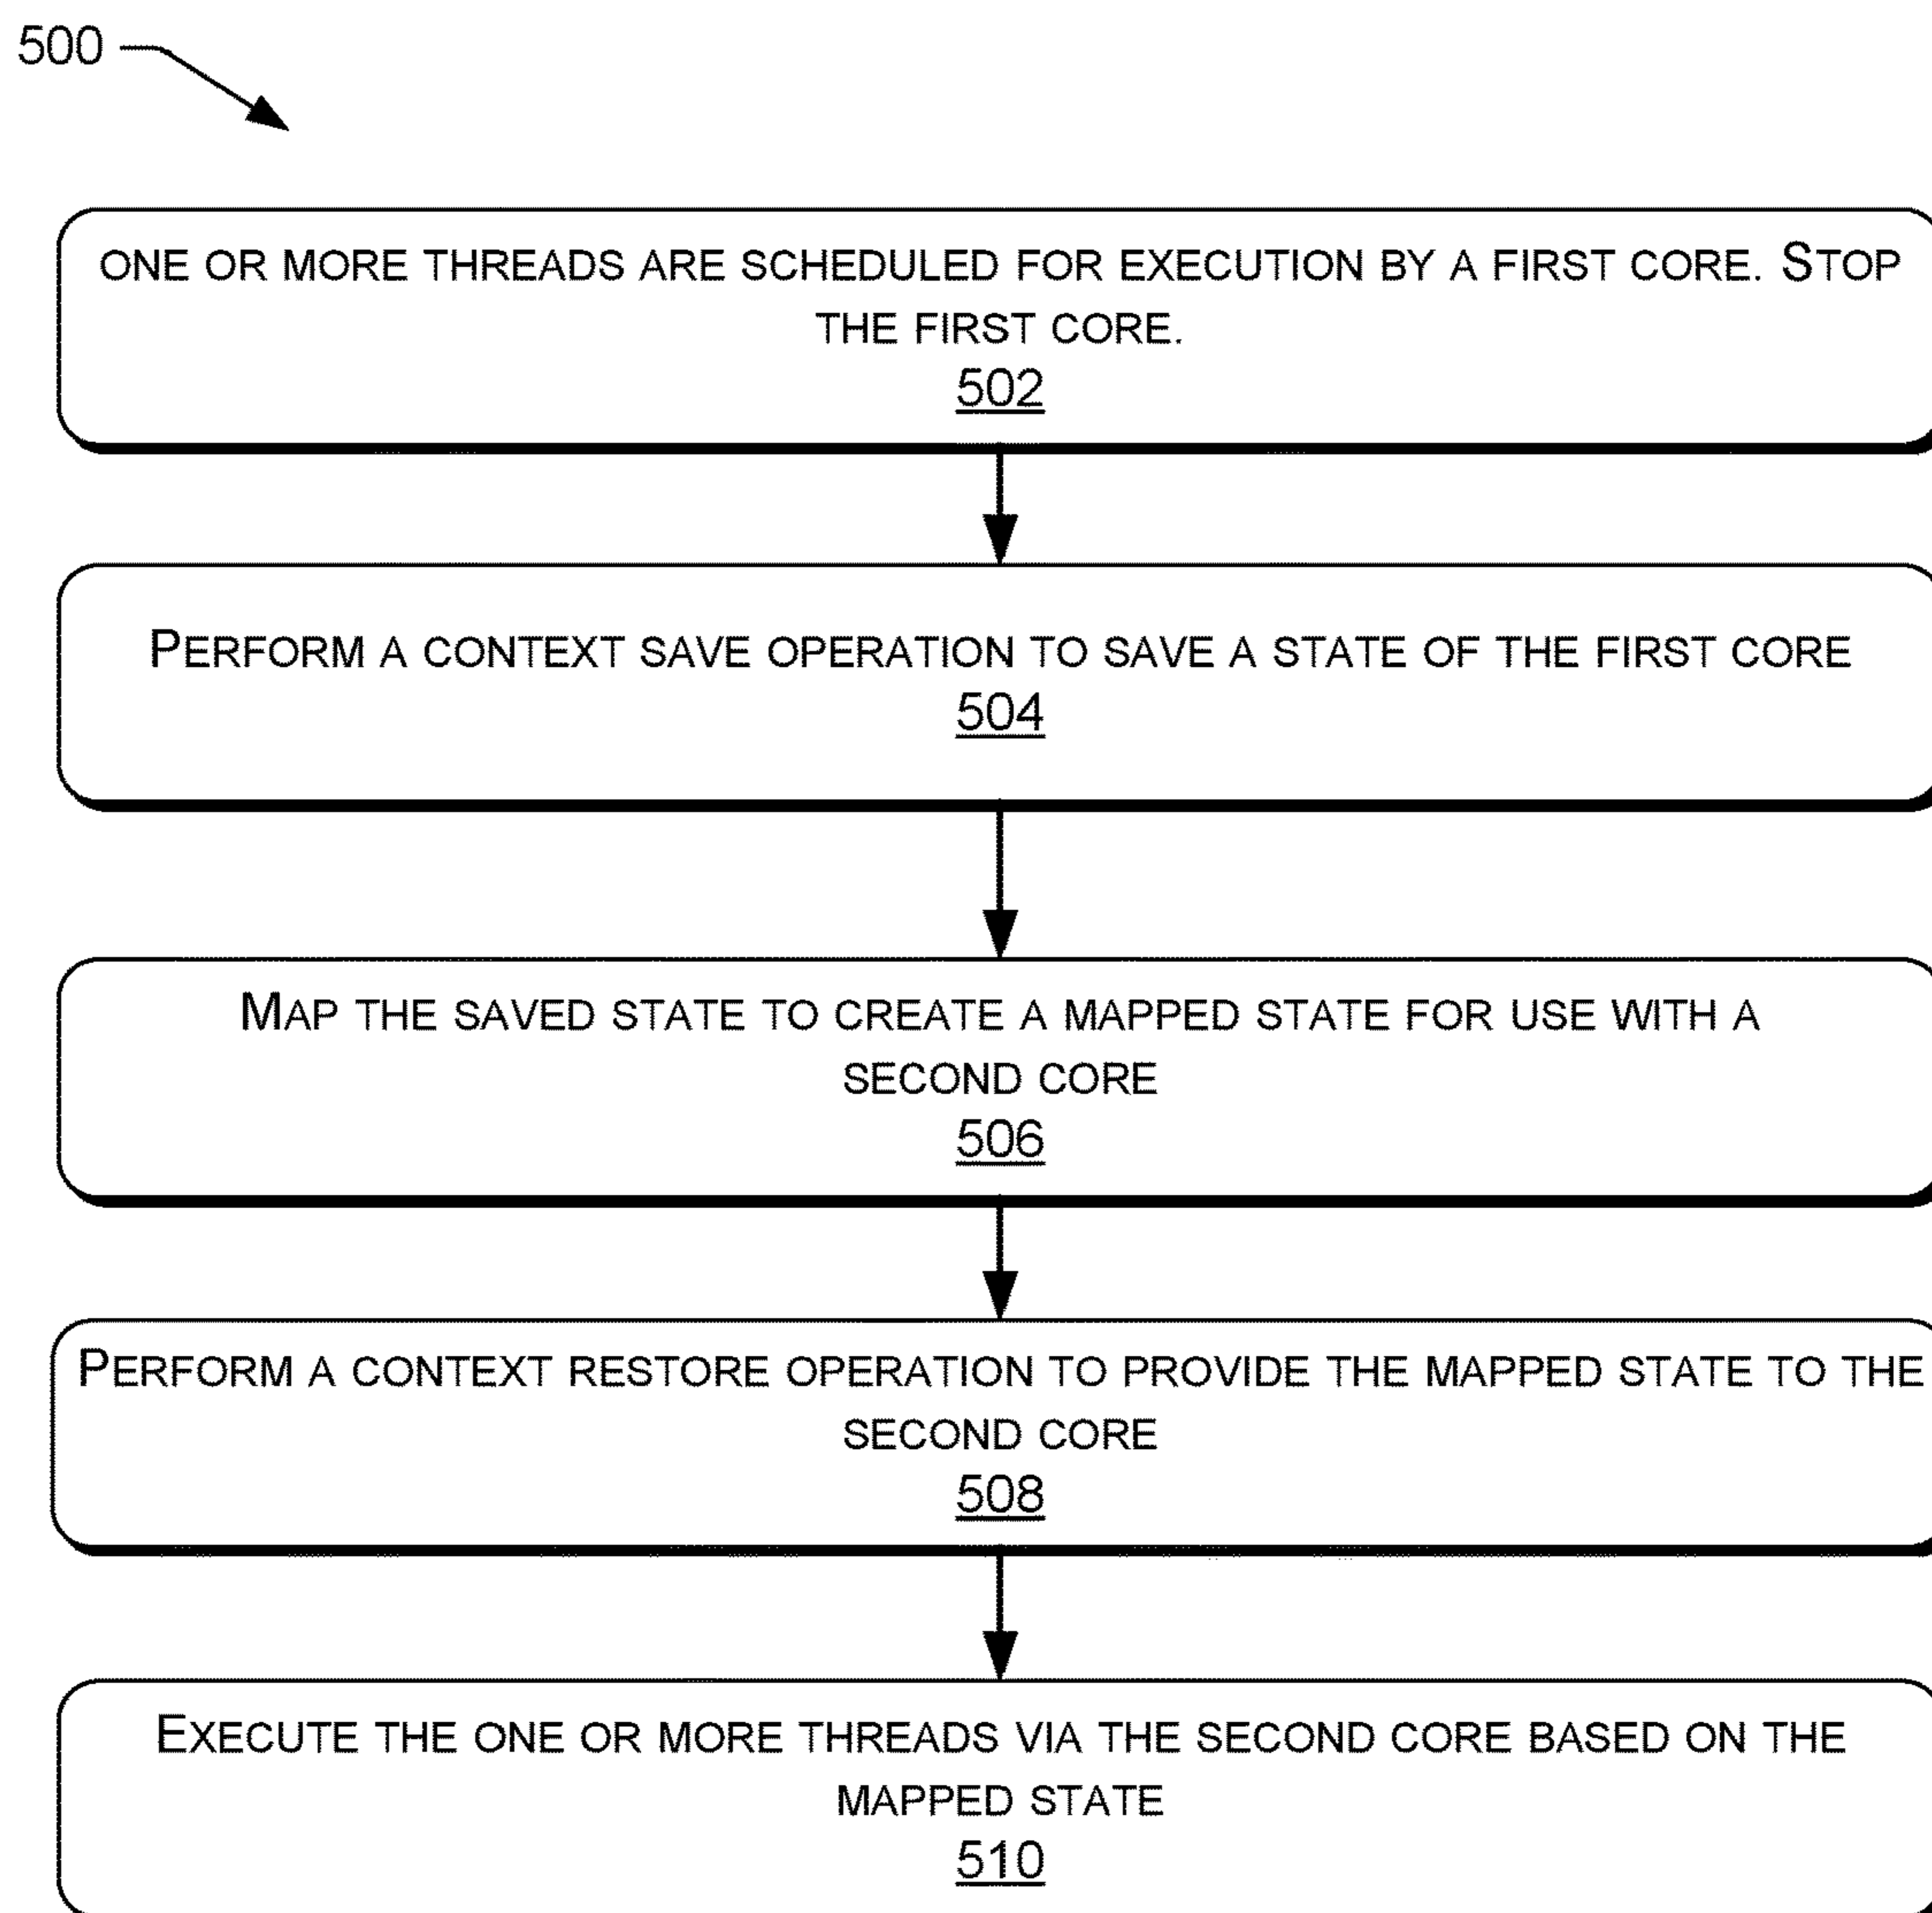 500
ONE OR MORE THREADS ARE SCHEDULED FOR EXECUTION BY A FIRST CORE. STOP
THE FIRST CORE.
502
PERFORM A CONTEXT SAVE OPERATION TO SAVE A STATE OF THE FIRST CORE
504
MAP THE SAVED STATE TO CREATE A MAPPED STATE FOR USE WITH A
SECOND CORE
506
PERFORM A CONTEXT RESTORE OPERATION TO PROVIDE THE MAPPED STATE TO THE
SECOND CORE
508
EXECUTE THE ONE OR MORE THREADS VIA THE SECOND CORE BASED ON THE
MAPPED STATE
510